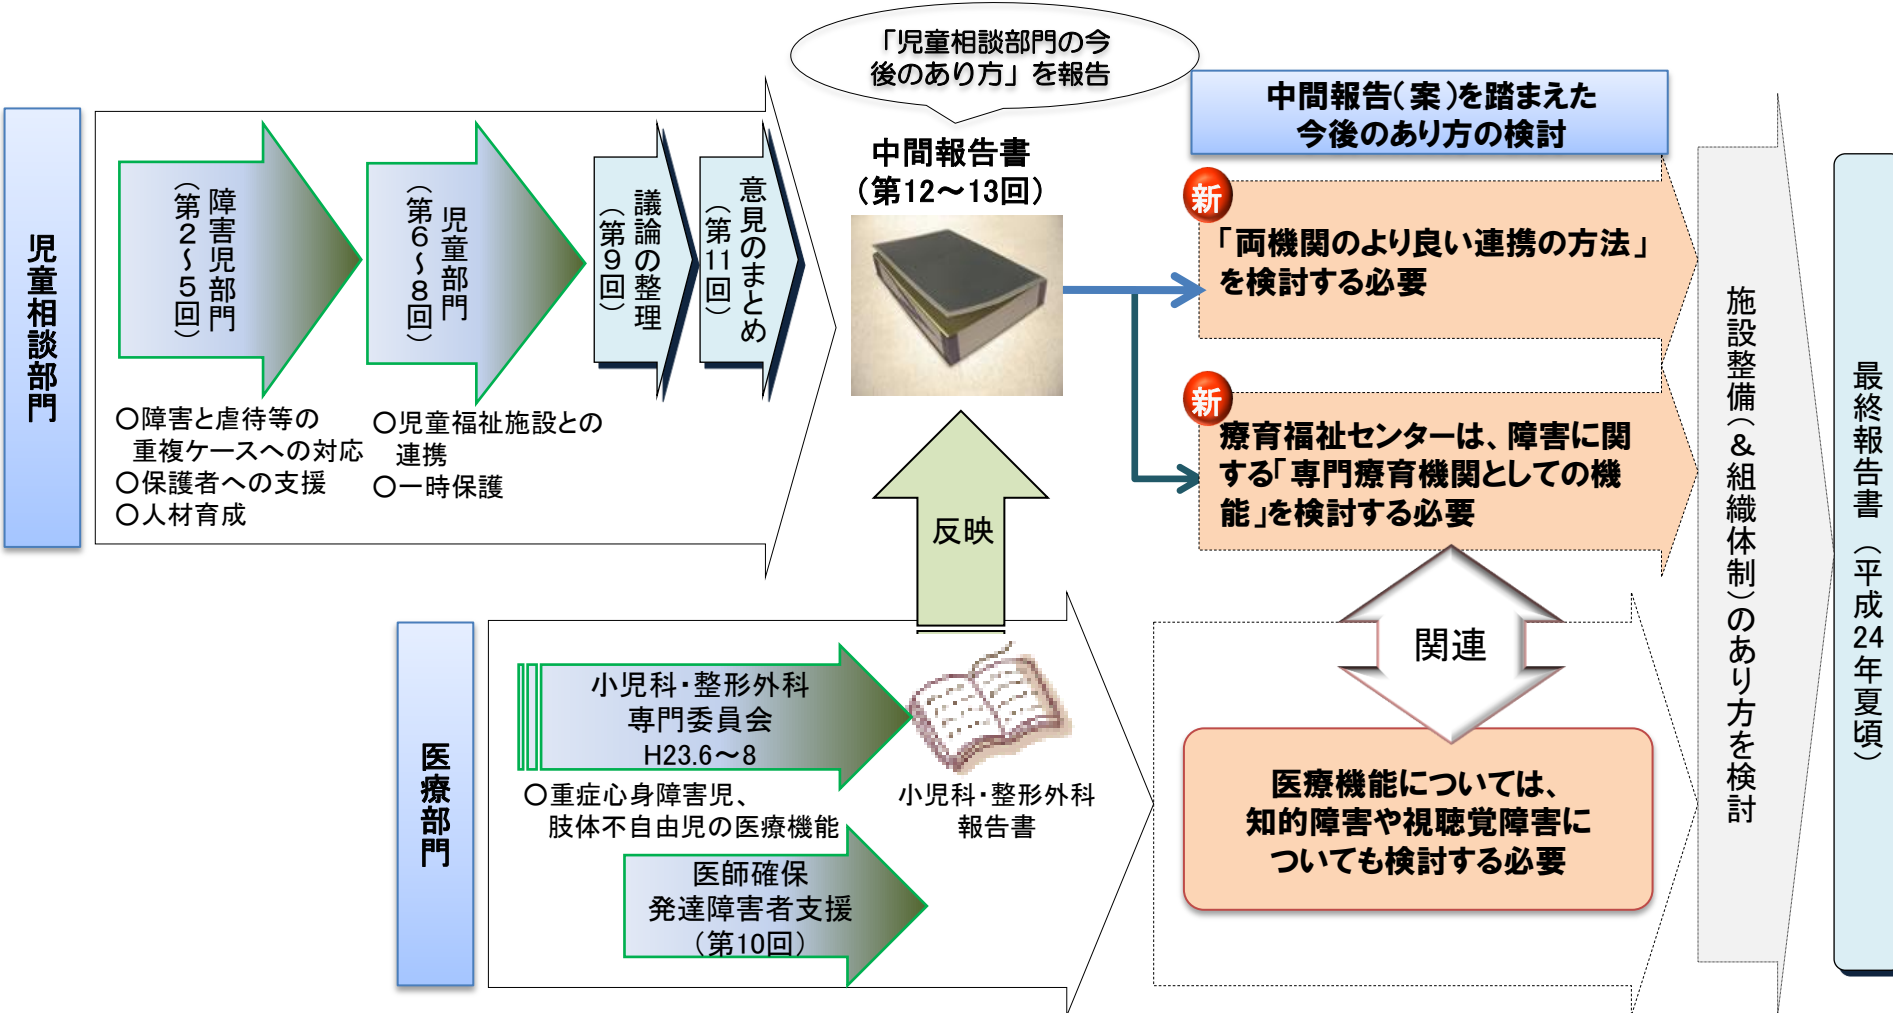 「児童相談部門の今
後のあり方」を報告
児童相談部門
障害児部門
（第２～５回）
児童部門
（第６～８回）
議論の整理
（第９回）
意見のまとめ
（第11回）
○障害と虐待等の
重複ケースへの対応
○保護者への支援
○人材育成
○児童福祉施設との
連携
○一時保護
中間報告書
（第12～13回）
反映
中間報告（案）を踏まえた
今後のあり方の検討
新
「両機関のより良い連携の方法」
を検討する必要
新
療育福祉センターは、障害に関
する「専門療育機関としての機
能」を検討する必要
関連
医療部門
小児科・整形外科
専門委員会
H23.6～8
○重症心身障害児、
肢体不自由児の医療機能
小児科・整形外科
報告書
医師確保
発達障害者支援
（第10回）
医療機能については、
知的障害や視聴覚障害に
ついても検討する必要
施設整備（＆組織体制）のあり方を検討
最終報告書　（平成24年夏頃）